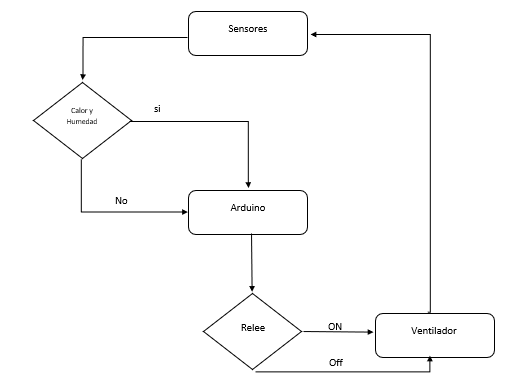 Sensores
Calor y
Humedad
si
No
Arduino
Relee
ON
Off
Ventilador